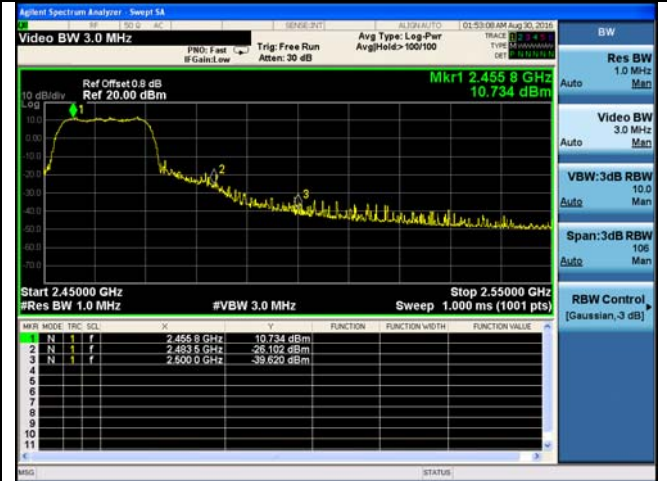 Agilent Spectrum Analyzer - Swept SA
RF 50 Ω AC SENSE:INT ALIGN AUTO 01:53:08 AM Aug 30, 2016
Video BW 3.0 MHz
PNO: Fast
IFGain:Low
Trig: Free Run
Atten: 30 dB
Avg Type: Log-Pwr
Avg|Hold:> 100/100
TRACE 1 2 3 4 5 6
TYPE
DET P N N N N N
Ref Offset 0.8 dB
10 dB/div Ref 20.00 dBm
Log
Mkr1 2.455 8 GHz
10.734 dBm
10.0
0.00
-10.0
-20.0
-30.0
-40.0
-50.0
-60.0
-70.0
1
2
3
Start 2.45000 GHz Stop 2.55000 GHz
#Res BW 1.0 MHz #VBW 3.0 MHz Sweep 1.000 ms (1001 pts)
MKR MODE TRC SCL X Y FUNCTION FUNCTION WIDTH FUNCTION VALUE
1 N 1 f 2.455 8 GHz 10.734 dBm
2 N 1 f 2.483 5 GHz -26.102 dBm
3 N 1 f 2.500 0 GHz -39.620 dBm
4
5
6
7
8
9
10
11
MSG STATUS
BW
Res BW
1.0 MHz
Auto Man
Video BW
3.0 MHz
Auto Man
VBW:3dB RBW
10.0
Auto Man
Span:3dB RBW
106
Auto Man
RBW Control
[Gaussian,-3 dB]